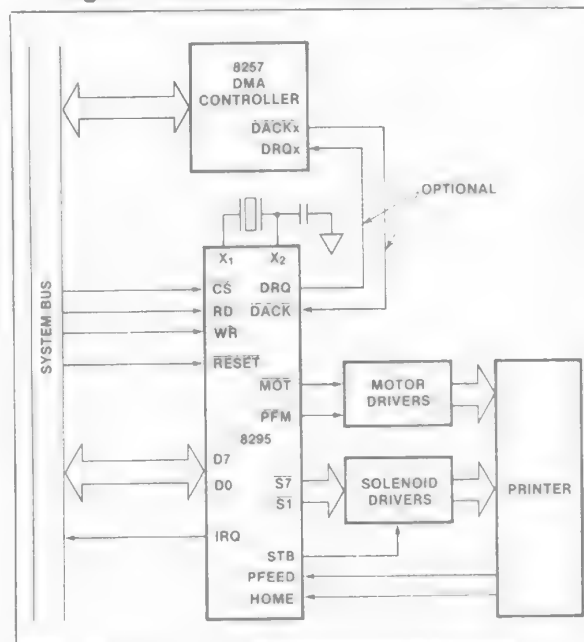 8257
DMA
CONTROLLER
DACKx
DRQx
OPTIONAL
X1 X2
SYSTEM BUS
CS DRQ
RD DACK
WR
RESET
MOT
PFM
MOTOR
DRIVERS
8295
D7
D0
S7
S1
SOLENOID
DRIVERS
PRINTER
IRQ
STB
PFEED
HOME